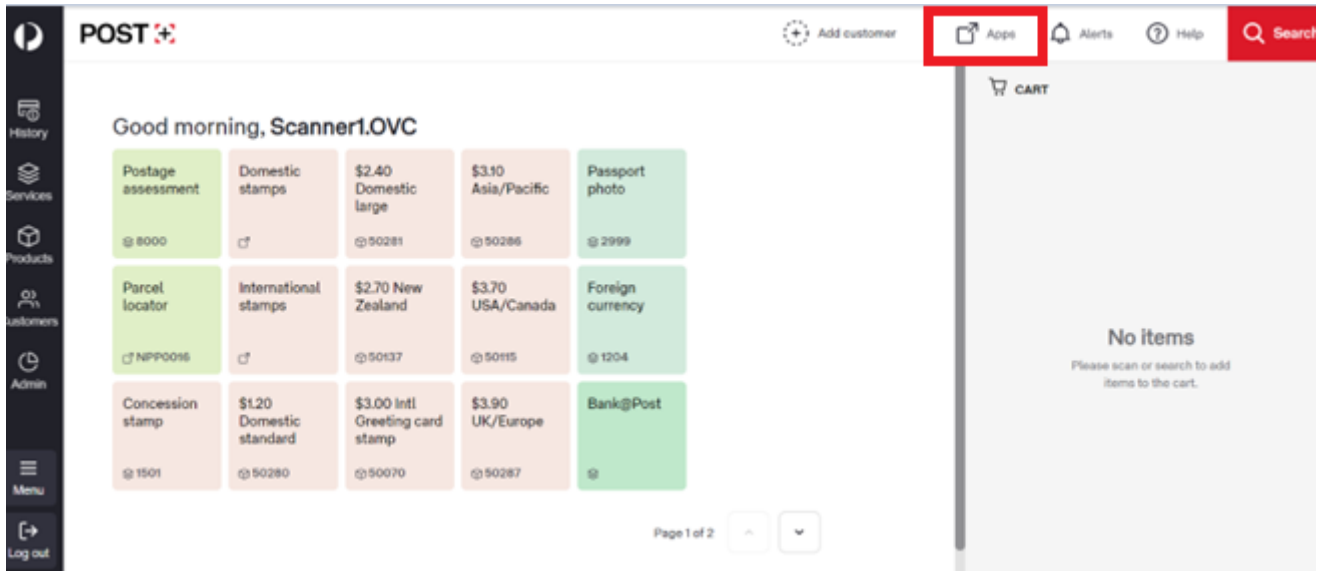 POST
Add customer
Apps
Alerts
Help
Search
History
Services
Products
Customers
Admin
Menu
Log out
Good morning, Scanner1.OVC
Postage
assessment
8000
Domestic
stamps
$2.40
Domestic
large
50281
$3.10
Asia/Pacific
50286
Passport
photo
2999
Parcel
locator
NPP0016
International
stamps
$2.70 New
Zealand
50137
$3.70
USA/Canada
50115
Foreign
currency
1204
Concession
stamp
1501
$1.20
Domestic
standard
50280
$3.00 Intl
Greeting card
stamp
50070
$3.90
UK/Europe
50287
Bank@Post
Page 1 of 2
CART
No items
Please scan or search to add
items to the cart.